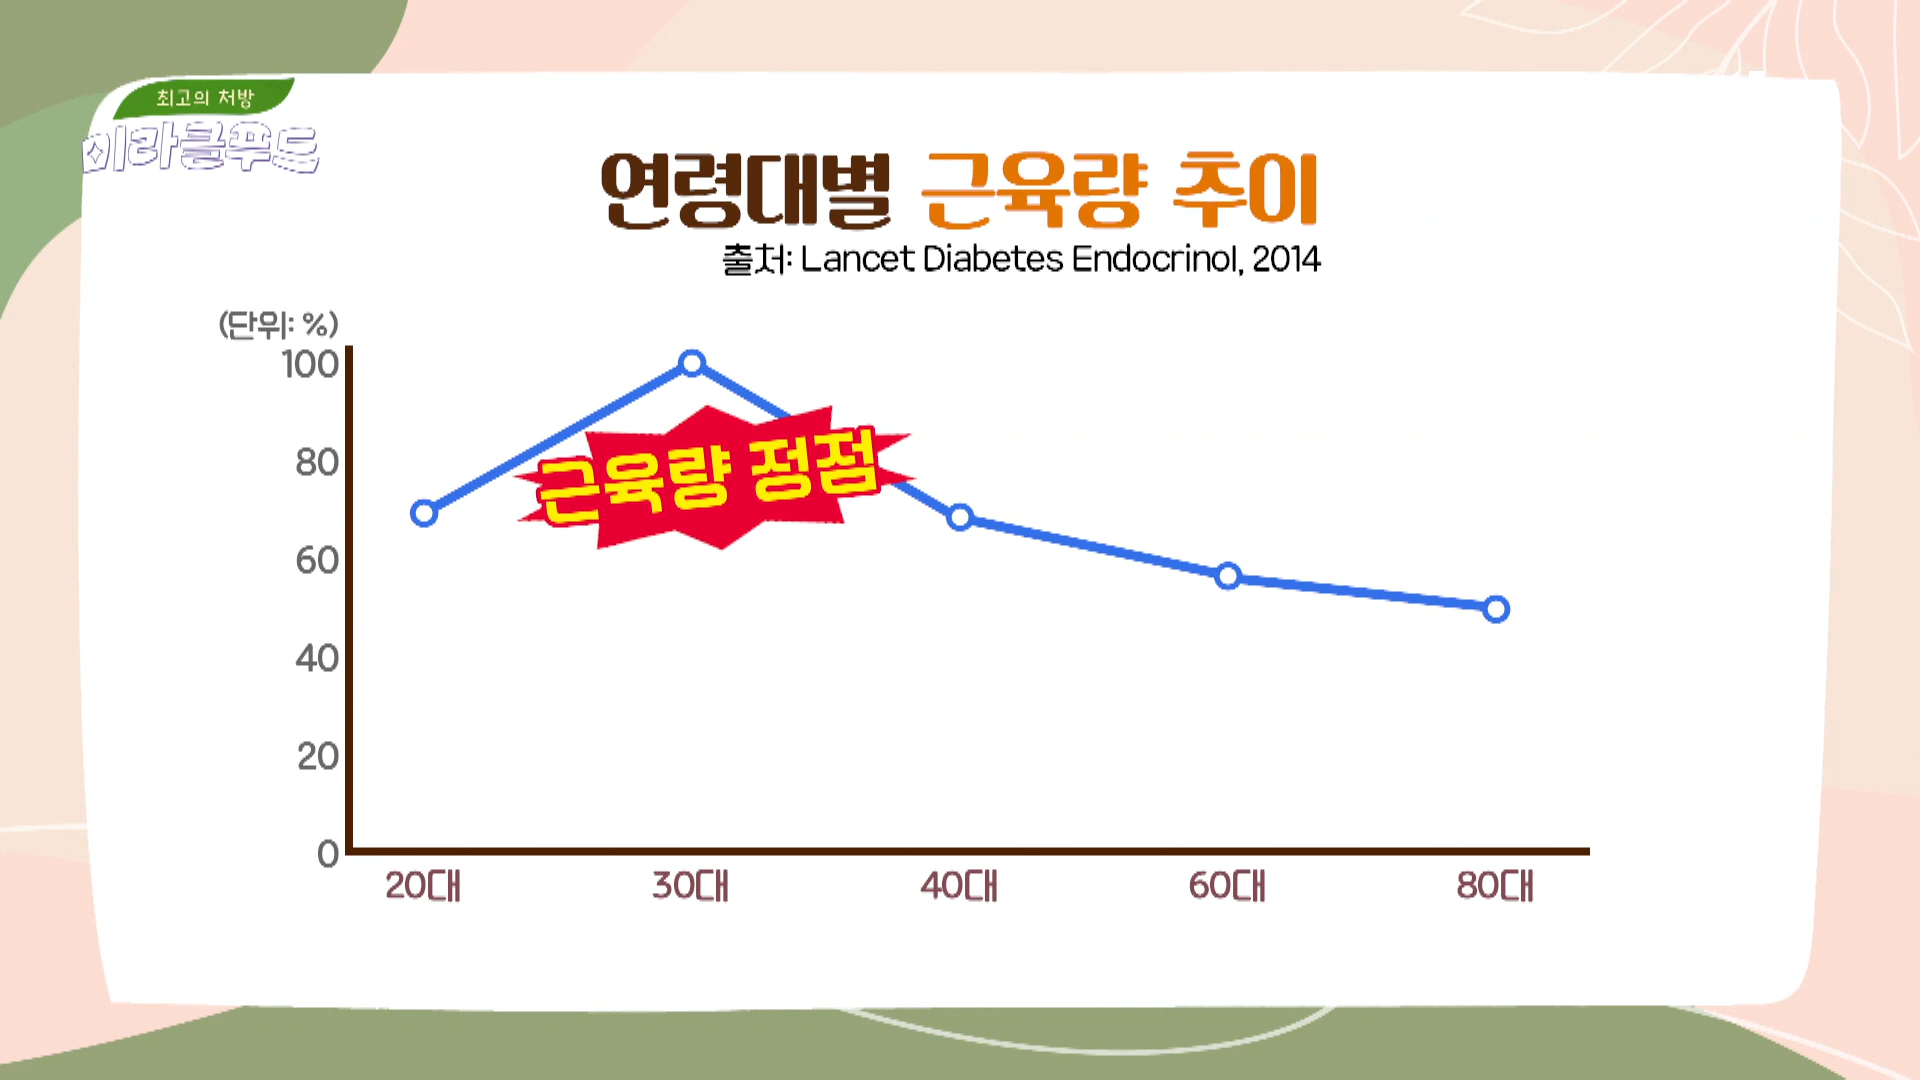 최고의 처방
미라클푸드
연령대별 근육량 추이
출처: Lancet Diabetes Endocrinol, 2014
(단위: %)
100
80
60
40
20
0
근육량 정점
20대 30대 40대 60대 80대